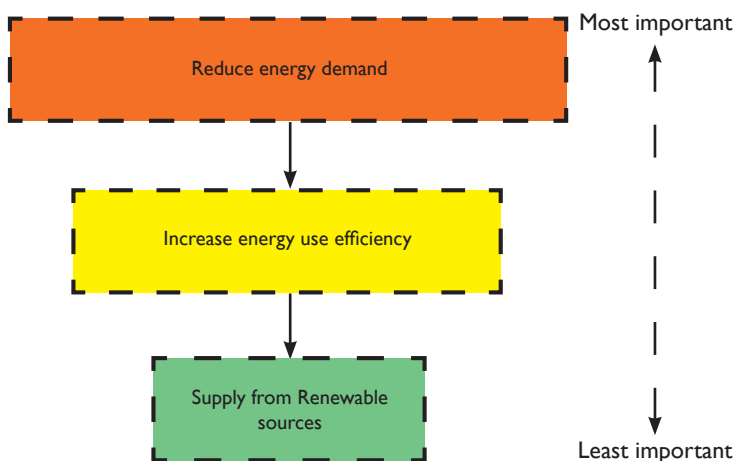 Most important
Reduce energy demand
Increase energy use efficiency
Supply from Renewable
sources
Least important